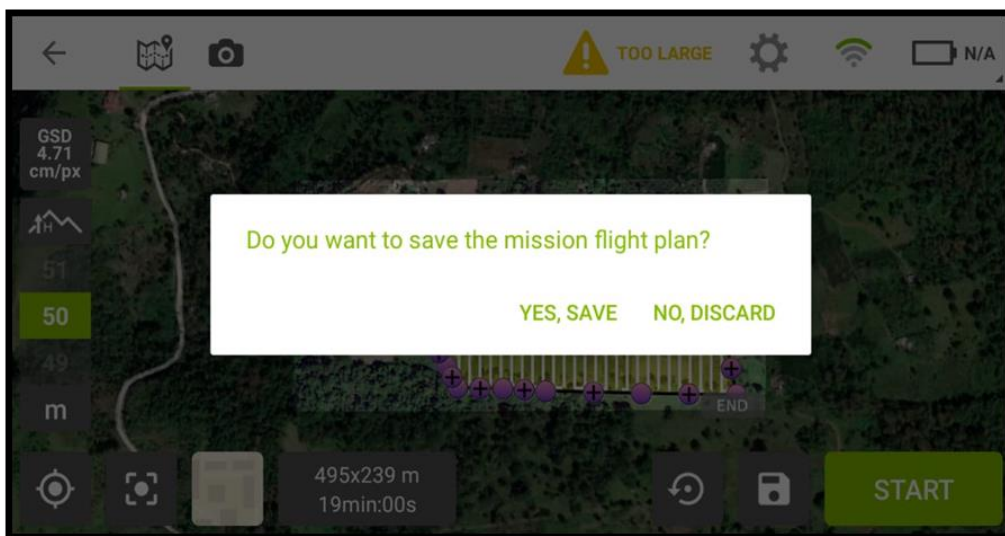 TOO LARGE
N/A
GSD
4.71
cm/px
H
51
50
49
m
Do you want to save the mission flight plan?
YES, SAVE NO, DISCARD
END
495x239 m
19min:00s
START